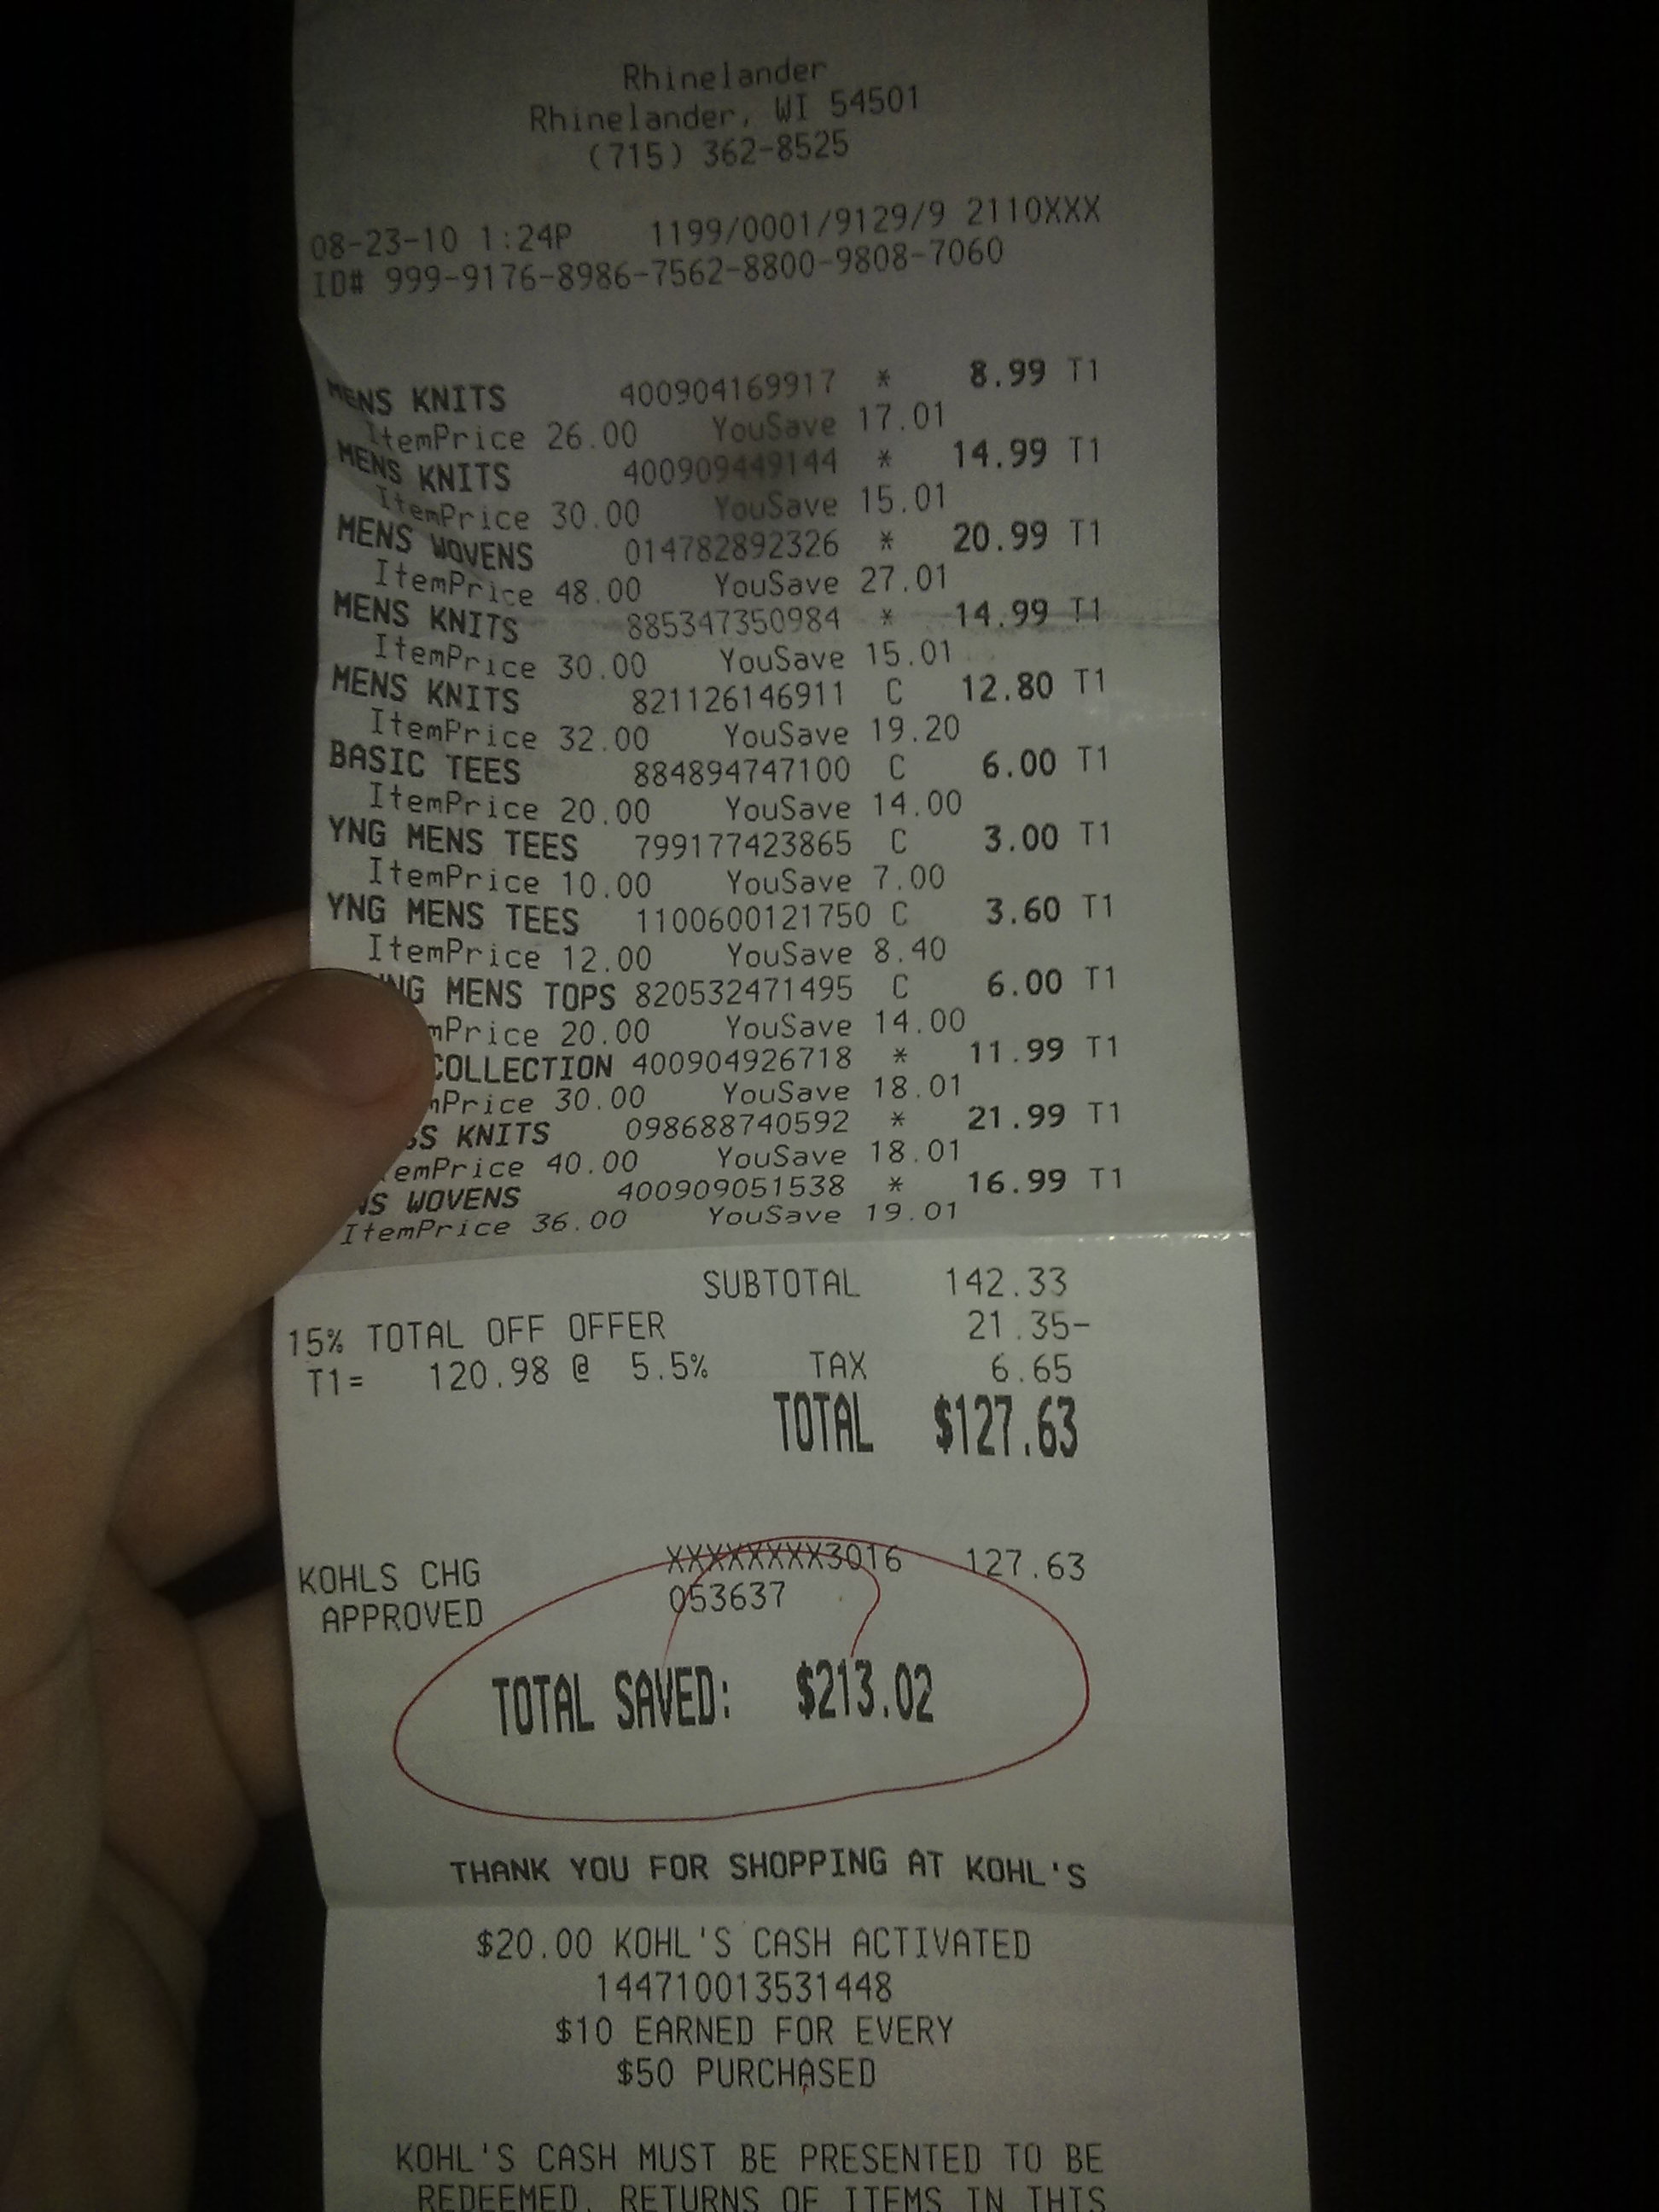 Rhinelander
Rhinelander, WI 54501
(715) 362-8525
08-23-10 1:24P 1199/0001/9129/9 2110XXX
ID# 999-9176-8986-7562-8800-9808-7060
MENS KNITS 400904169917 * 8.99 T1
ItemPrice 26.00 YouSave 17.01
MENS KNITS 400909449144 * 14.99 T1
ItemPrice 30.00 YouSave 15.01
MENS WOVENS 014782892326 * 20.99 T1
ItemPrice 48.00 YouSave 27.01
MENS KNITS 885347350984 * 14.99 T1
ItemPrice 30.00 YouSave 15.01
MENS KNITS 821126146911 C 12.80 T1
ItemPrice 32.00 YouSave 19.20
BASIC TEES 884894747100 C 6.00 T1
ItemPrice 20.00 YouSave 14.00
YNG MENS TEES 799177423865 C 3.00 T1
ItemPrice 10.00 YouSave 7.00
YNG MENS TEES 1100600121750 C 3.60 T1
ItemPrice 12.00 YouSave 8.40
NG MENS TOPS 820532471495 C 6.00 T1
mPrice 20.00 YouSave 14.00
COLLECTION 400904926718 * 11.99 T1
mPrice 30.00 YouSave 18.01
SS KNITS 098688740592 * 21.99 T1
emPrice 40.00 YouSave 18.01
NS WOVENS 400909051538 * 16.99 T1
ItemPrice 36.00 YouSave 19.01
SUBTOTAL 142.33
15% TOTAL OFF OFFER 21.35-
T1= 120.98 @ 5.5% TAX 6.65
TOTAL $127.63
KOHLS CHG XXXXXXXX3016 127.63
APPROVED 053637
TOTAL SAVED: $213.02
THANK YOU FOR SHOPPING AT KOHL'S
$20.00 KOHL'S CASH ACTIVATED
144710013531448
$10 EARNED FOR EVERY
$50 PURCHASED
KOHL'S CASH MUST BE PRESENTED TO BE
REDEEMED. RETURNS OF ITEMS IN THIS